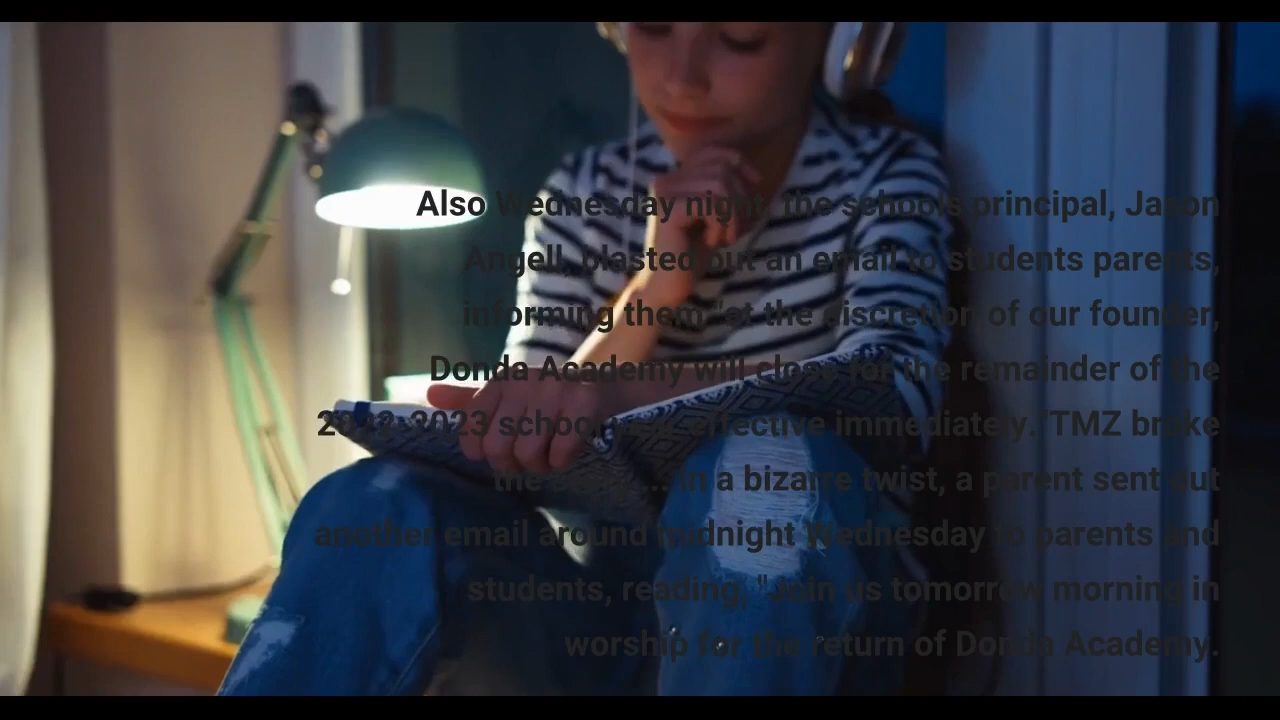 Also Wednesday night, the schools principal, Jason
Angell, blasted out an email to students parents,
informing them "at the discretion of our founder,
Donda Academy will close for the remainder of the
2022-2023 school year effective immediately." TMZ broke
the story ... in a bizarre twist, a parent sent out
another email around midnight Wednesday to parents and
students, reading, "Join us tomorrow morning in
worship for the return of Donda Academy.